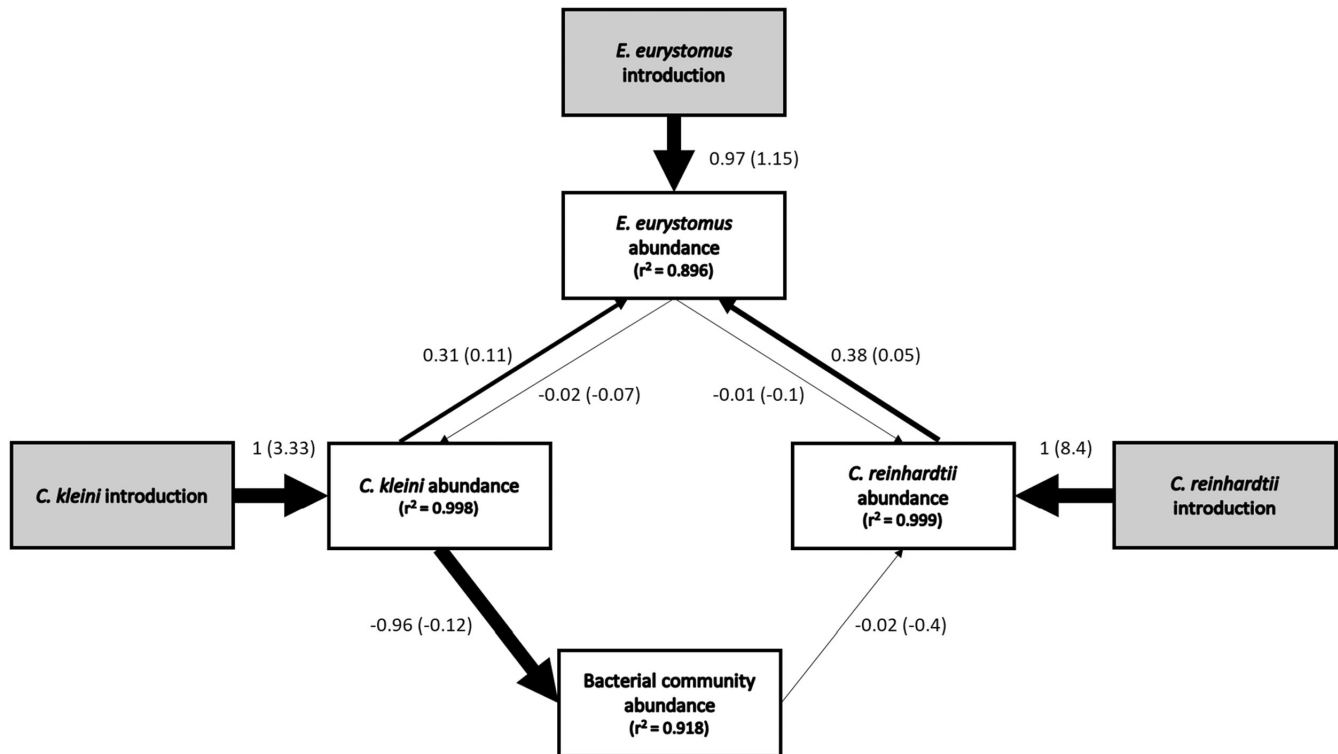 E. eurystomus
introduction
0.97 (1.15)
E. eurystomus
abundance
(r² = 0.896)
0.31 (0.11)
0.38 (0.05)
-0.02 (-0.07)
-0.01 (-0.1)
1 (3.33)
1 (8.4)
C. kleini introduction
C. kleini abundance
(r² = 0.998)
C. reinhardtii
abundance
(r² = 0.999)
C. reinhardtii
introduction
-0.96 (-0.12)
-0.02 (-0.4)
Bacterial community
abundance
(r² = 0.918)